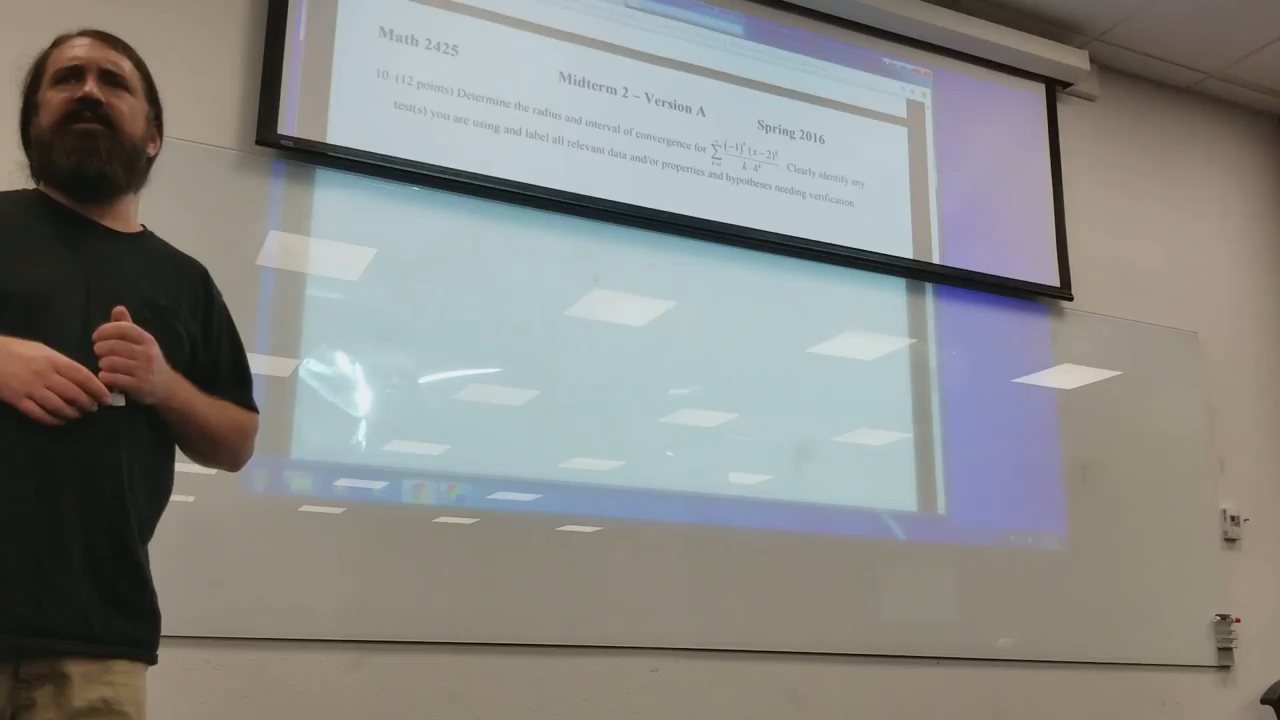 Math 2425
Midterm 2 – Version A
Spring 2016
10. (12 points) Determine the radius and interval of convergence for \sum_{k=1}^{\infty} \frac{(-1)^k (x-2)^k}{k \cdot 4^k}. Clearly identify any
test(s) you are using and label all relevant data and/or properties and hypotheses needing verification.